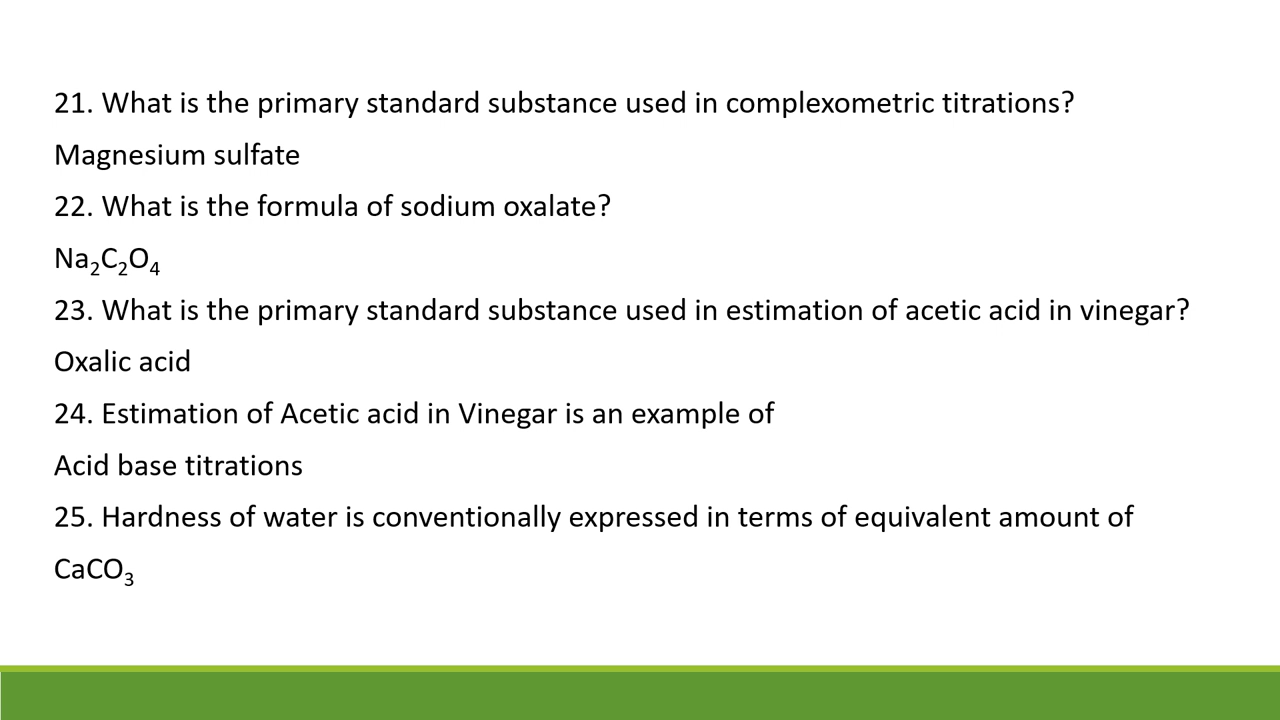 21. What is the primary standard substance used in complexometric titrations?
Magnesium sulfate
22. What is the formula of sodium oxalate?
Na₂C₂O₄
23. What is the primary standard substance used in estimation of acetic acid in vinegar?
Oxalic acid
24. Estimation of Acetic acid in Vinegar is an example of
Acid base titrations
25. Hardness of water is conventionally expressed in terms of equivalent amount of
CaCO₃